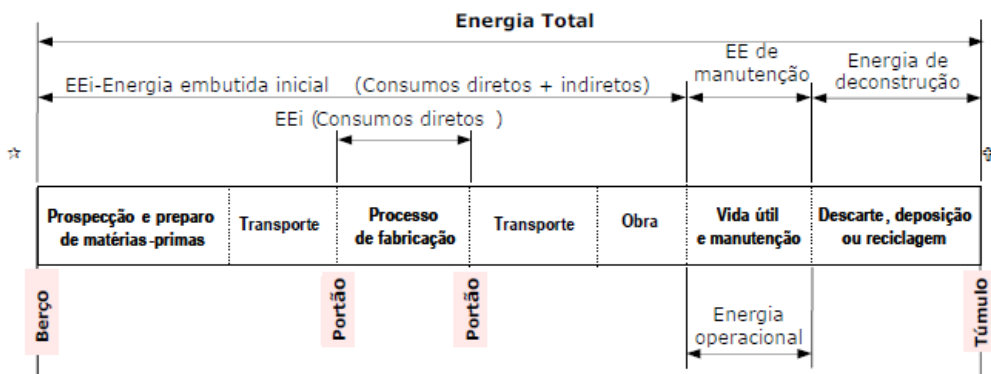 Energia Total
EEi-Energia embutida inicial (Consumos diretos + indiretos)
EE de
manutenção
Energia de
deconstrução
EEi (Consumos diretos )
Prospecção e preparo
de matérias-primas
Transporte
Processo
de fabricação
Transporte
Obra
Vida útil
e manutenção
Descarte, deposição
ou reciclagem
Berço
Portão
Portão
Energia
operacional
Túmulo